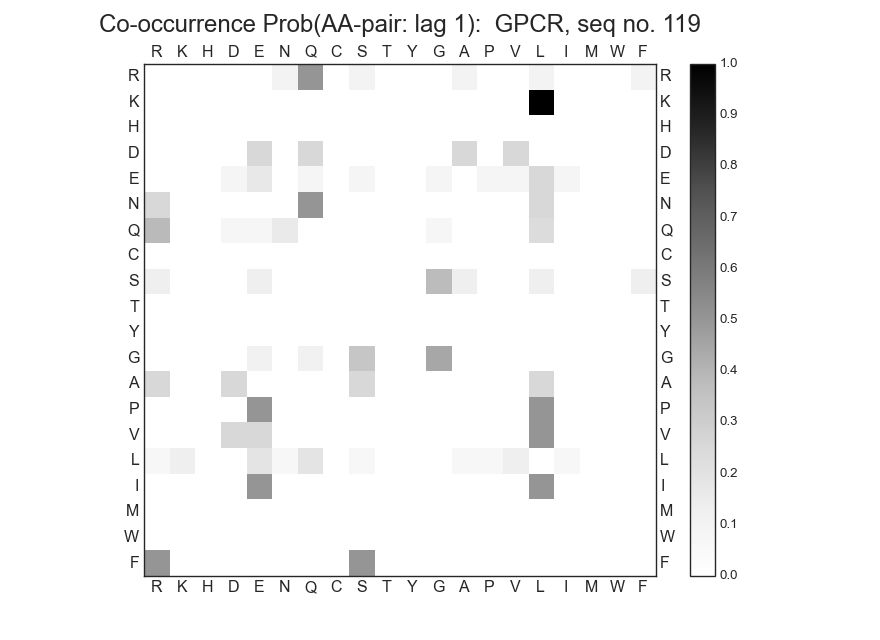 Co-occurrence Prob(AA-pair: lag 1):  GPCR, seq no. 119
R K H D E N Q C S T Y G A P V L I M W F
R R 1.0
K K 0.9
H H
D D 0.8
E E
N N 0.7
Q Q
C C 0.6
S S
T T 0.5
Y Y
G G 0.4
A A
P P 0.3
V V
L L 0.2
I I
M M 0.1
W W
F F 0.0
R K H D E N Q C S T Y G A P V L I M W F